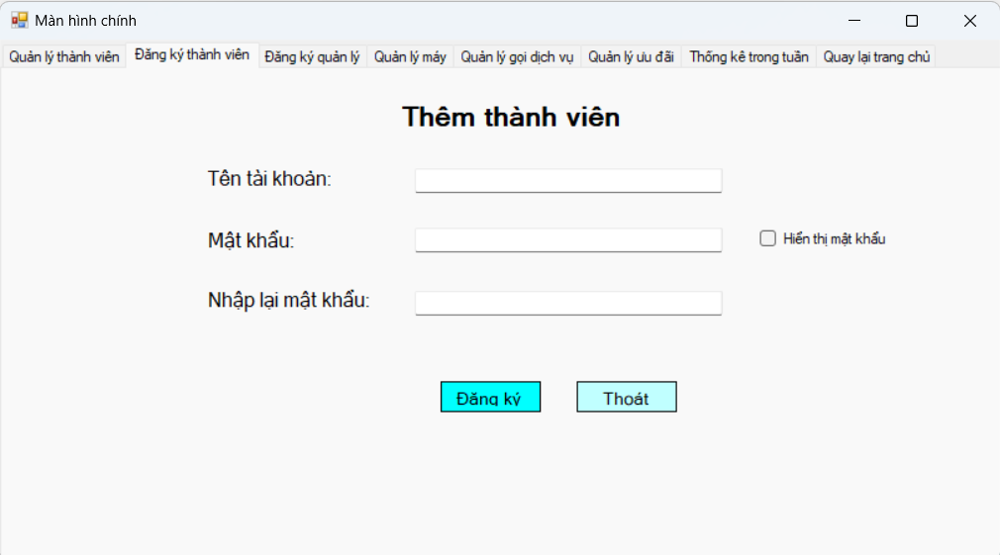 Màn hình chính
Quản lý thành viên Đăng ký thành viên Đăng ký quản lý Quản lý máy Quản lý gọi dịch vụ Quản lý ưu đãi Thống kê trong tuần Quay lại trang chủ
Thêm thành viên
Tên tài khoản:
Mật khẩu:
Hiển thị mật khẩu
Nhập lại mật khẩu:
Đăng ký Thoát